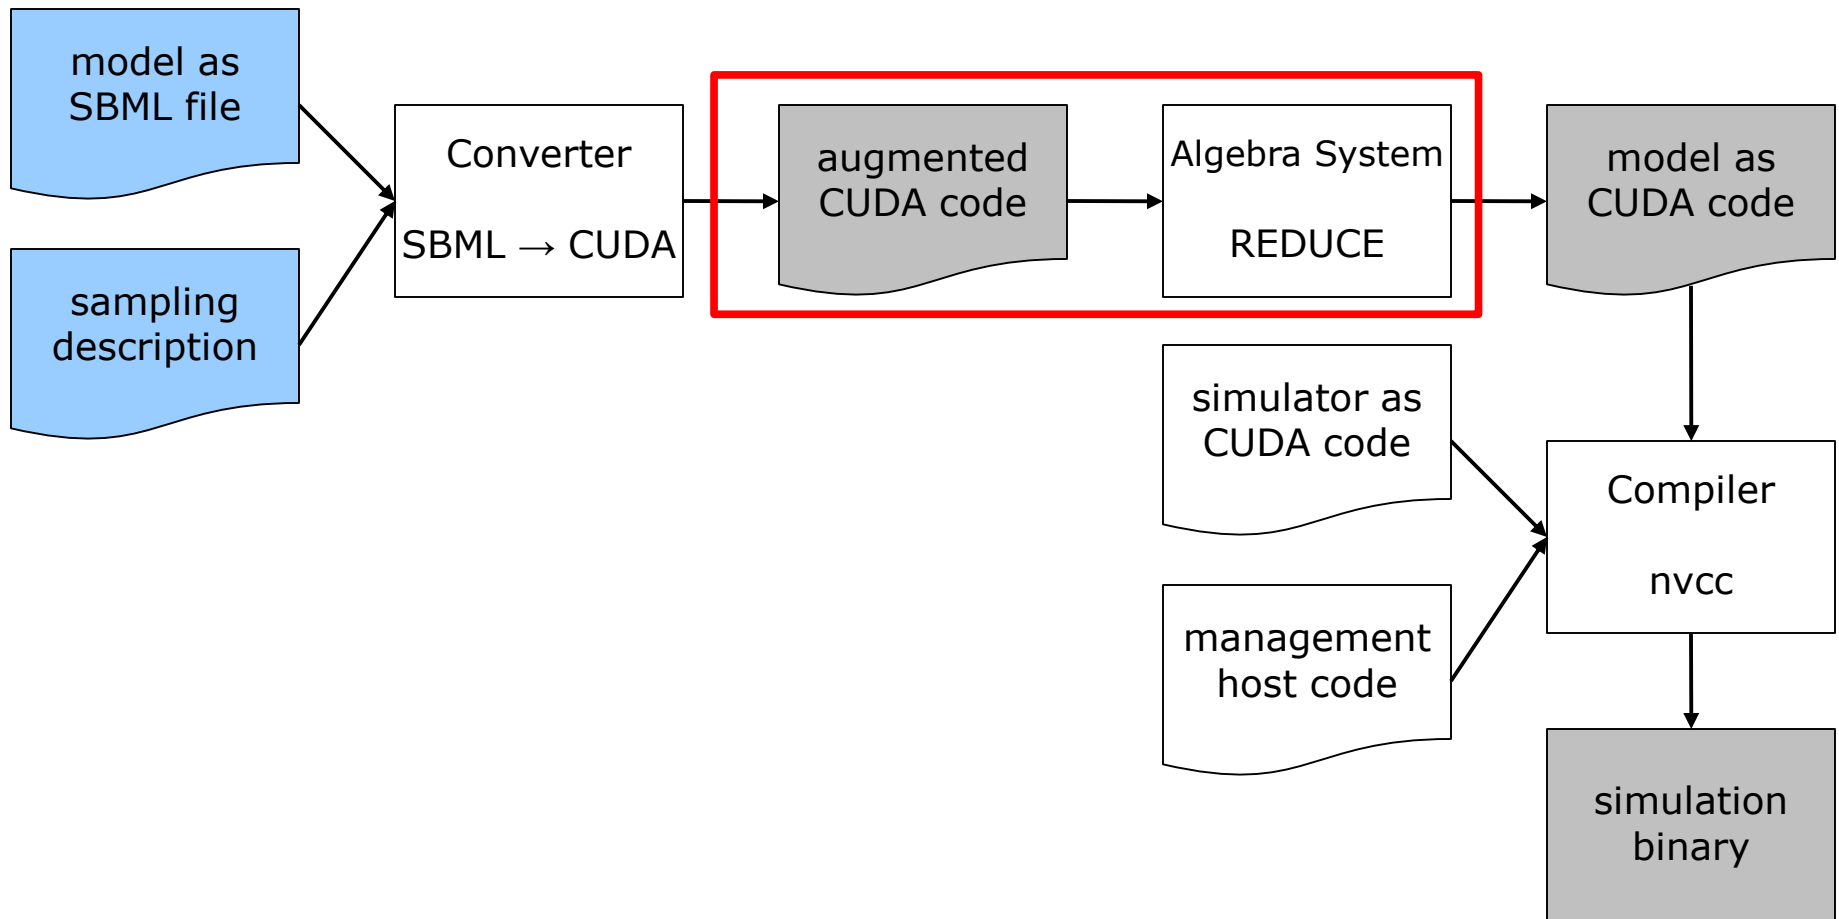 model as
SBML file
sampling
description
Converter
SBML → CUDA
augmented
CUDA code
Algebra System
REDUCE
model as
CUDA code
simulator as
CUDA code
management
host code
Compiler
nvcc
simulation
binary